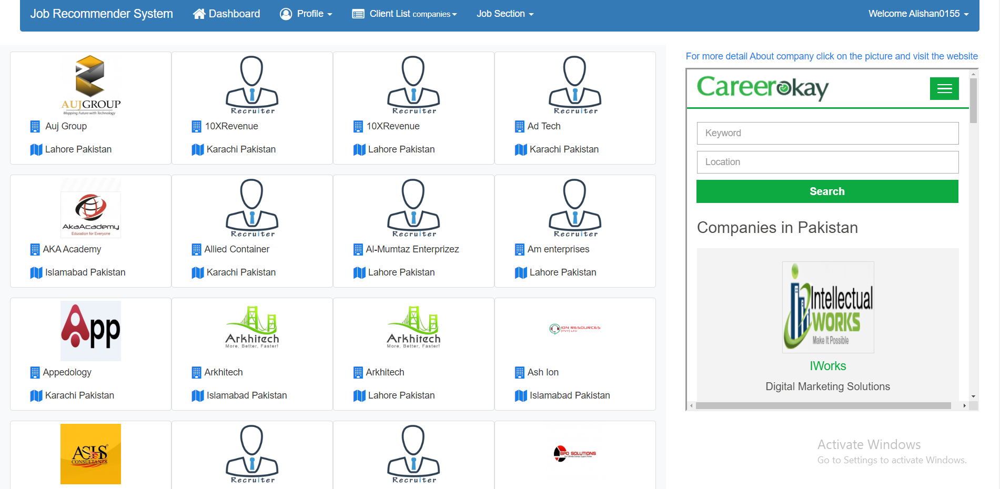 Job Recommender System
Dashboard
Profile
Client List companies
Job Section
Welcome Alishan0155
AUJGROUP
Mapping Future with Technology
Auj Group
Lahore Pakistan
Recruiter
10XRevenue
Karachi Pakistan
Recruiter
10XRevenue
Lahore Pakistan
Recruiter
Ad Tech
Karachi Pakistan
AkaAcademy
Education for Everyone
AKA Academy
Islamabad Pakistan
Recruiter
Allied Container
Karachi Pakistan
Recruiter
Al-Mumtaz Enterprizez
Lahore Pakistan
Recruiter
Am enterprises
Lahore Pakistan
App
Appedology
Karachi Pakistan
Arkhitech
More, Better, Faster!
Arkhitech
Islamabad Pakistan
Arkhitech
More, Better, Faster!
Arkhitech
Lahore Pakistan
ION RESOURCES
(PVT) LTD
Ash Ion
Islamabad Pakistan
ASHS
CONSULTANTS
Recruiter
Recruiter
BPO SOLUTIONS
For more detail About company click on the picture and visit the website
Careerokay
Keyword
Location
Search
Companies in Pakistan
Intellectual
WORKS
Make It Possible
IWorks
Digital Marketing Solutions
Activate Windows
Go to Settings to activate Windows.